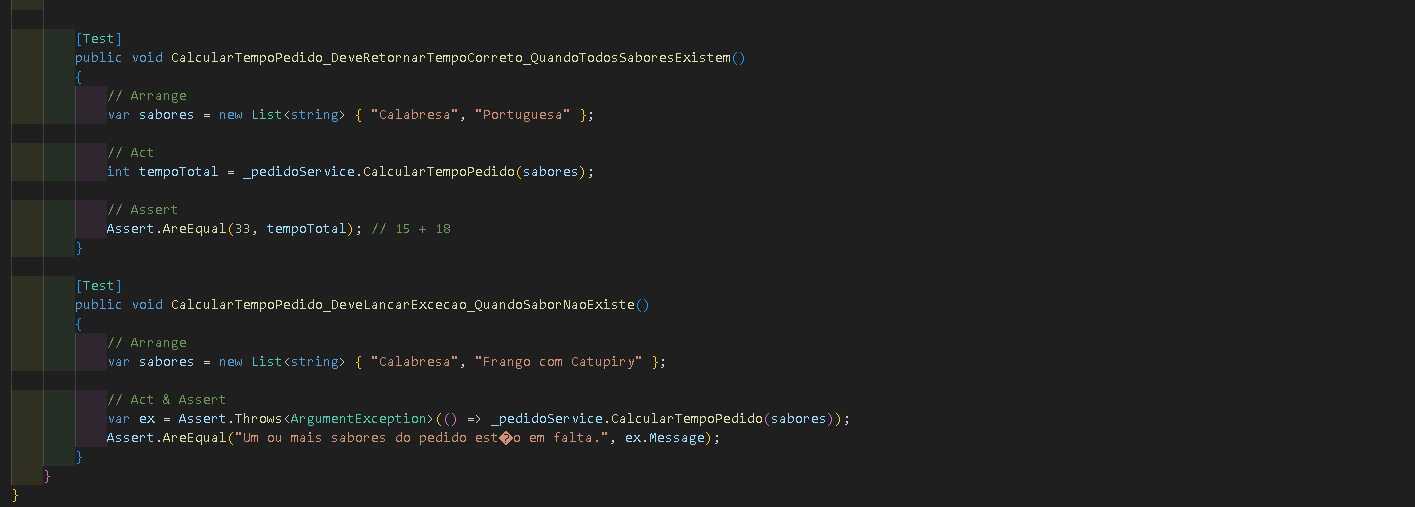 [Test]
public void CalcularTempoPedido_DeveRetornarTempoCorreto_QuandoTodosSaboresExistem()
{
// Arrange
var sabores = new List<string> { "Calabresa", "Portuguesa" };
// Act
int tempoTotal = _pedidoService.CalcularTempoPedido(sabores);
// Assert
Assert.AreEqual(33, tempoTotal); // 15 + 18
}
[Test]
public void CalcularTempoPedido_DeveLancarExcecao_QuandoSaborNaoExiste()
{
// Arrange
var sabores = new List<string> { "Calabresa", "Frango com Catupiry" };
// Act & Assert
var ex = Assert.Throws<ArgumentException>(() => _pedidoService.CalcularTempoPedido(sabores));
Assert.AreEqual("Um ou mais sabores do pedido est�o em falta.", ex.Message);
}
}
}